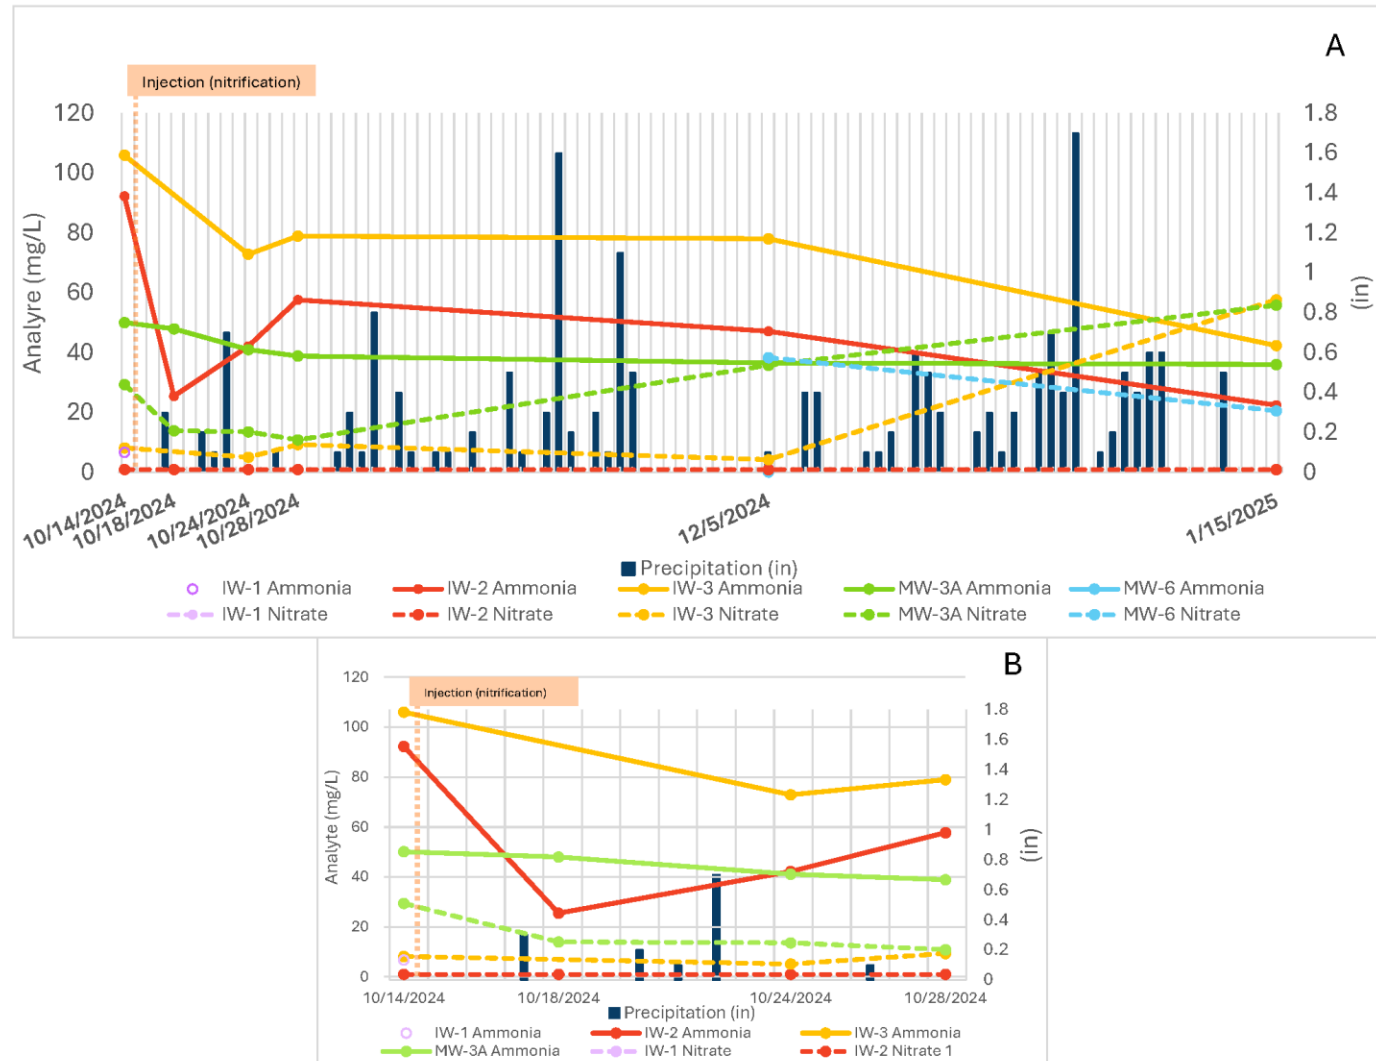 A
Injection (nitrification)
120
100
80
60
40
20
0
Analyre (mg/L)
1.8
1.6
1.4
1.2
1
0.8
0.6
0.4
0.2
0
(in)
10/14/2024
10/18/2024
10/24/2024
10/28/2024
12/5/2024
1/15/2025
Precipitation (in)
IW-1 Ammonia IW-2 Ammonia IW-3 Ammonia MW-3A Ammonia MW-6 Ammonia
IW-1 Nitrate IW-2 Nitrate IW-3 Nitrate MW-3A Nitrate MW-6 Nitrate
B
Injection (nitrification)
120
100
80
60
40
20
0
Analyte (mg/L)
1.8
1.6
1.4
1.2
1
0.8
0.6
0.4
0.2
0
(in)
10/14/2024 10/18/2024 10/24/2024 10/28/2024
Precipitation (in)
IW-1 Ammonia IW-2 Ammonia IW-3 Ammonia
MW-3A Ammonia IW-1 Nitrate IW-2 Nitrate 1